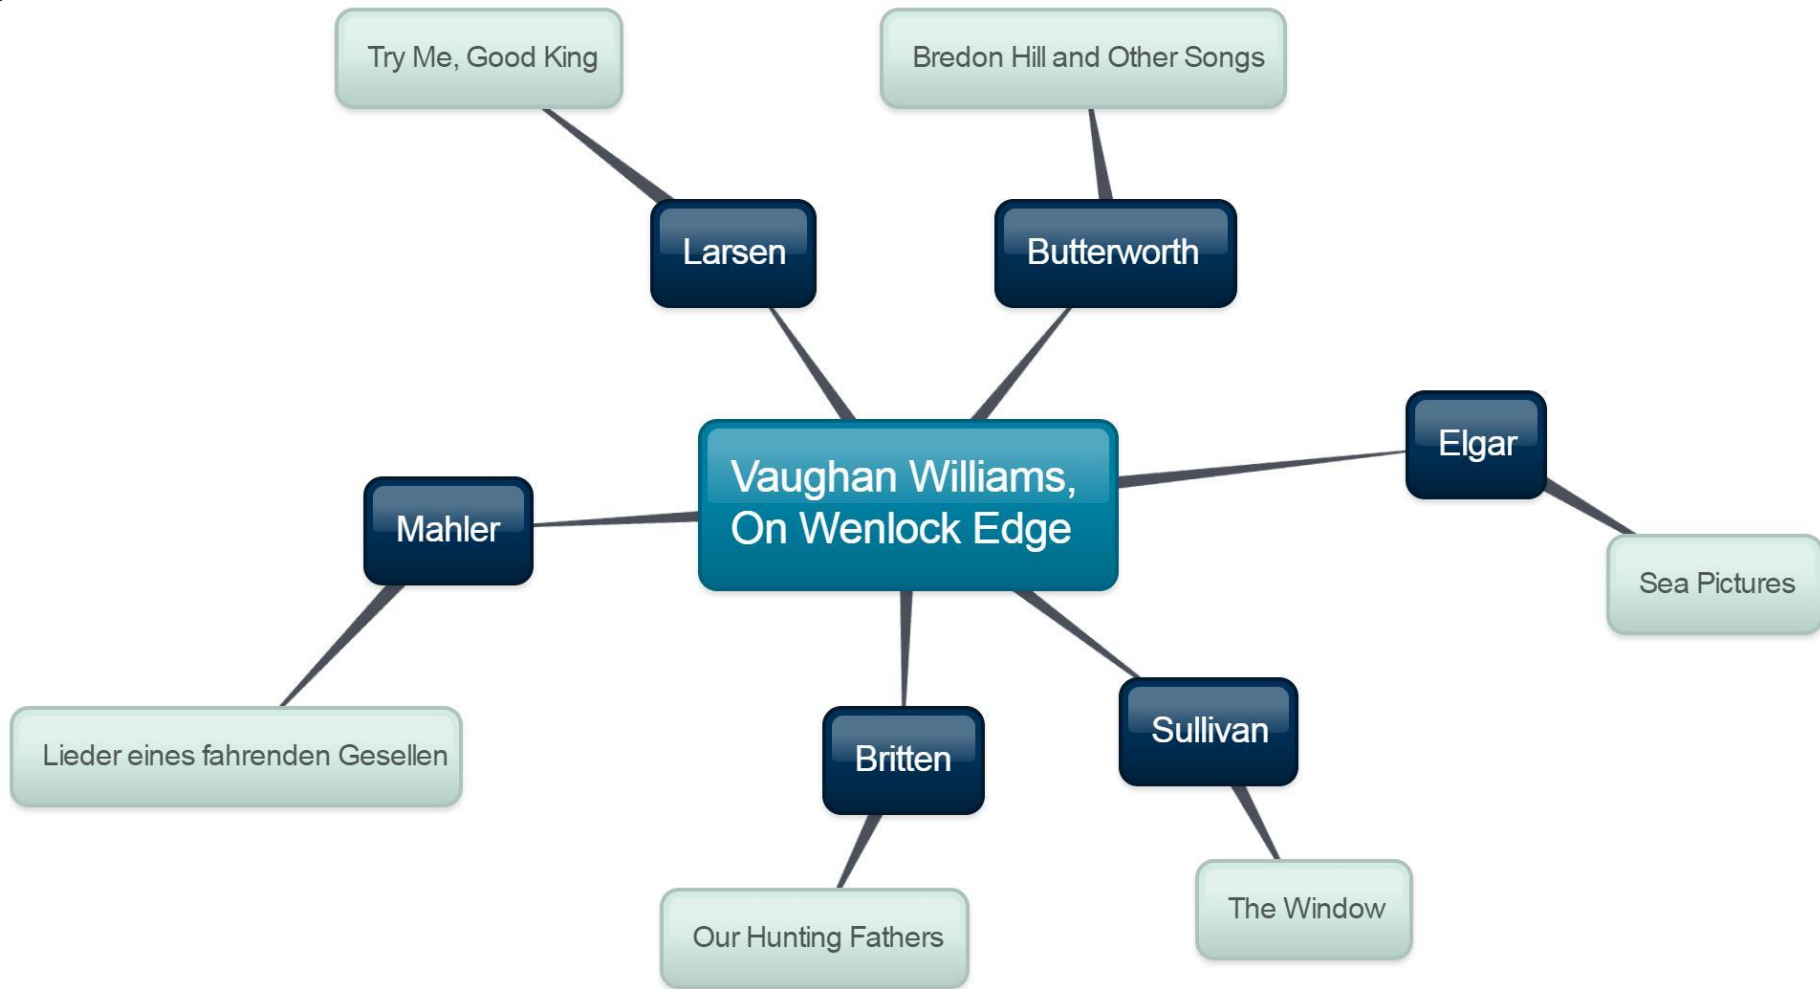 Try Me, Good King
Bredon Hill and Other Songs
Larsen
Butterworth
Elgar
Vaughan Williams,
On Wenlock Edge
Mahler
Sea Pictures
Sullivan
Lieder eines fahrenden Gesellen
Britten
The Window
Our Hunting Fathers